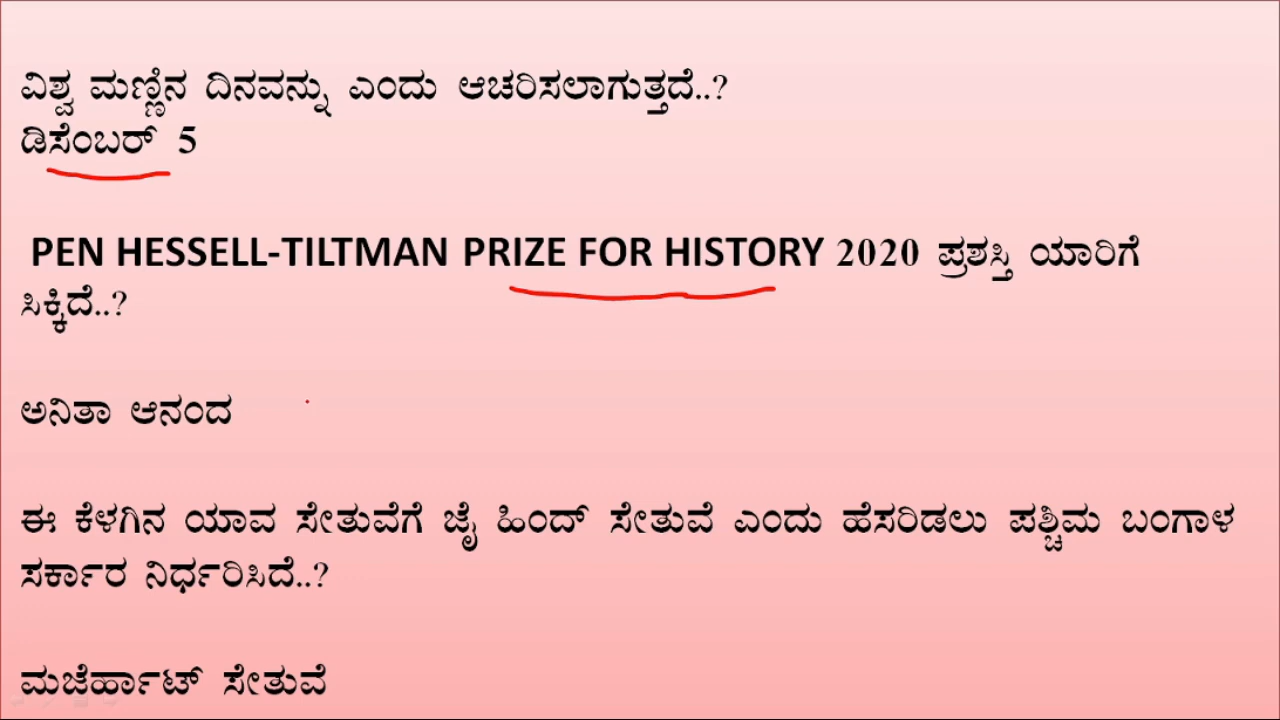 ವಿಶ್ವ ಮಣ್ಣಿನ ದಿನವನ್ನು ಎಂದು ಆಚರಿಸಲಾಗುತ್ತದೆ..?
ಡಿಸೆಂಬರ್ 5
PEN HESSELL-TILTMAN PRIZE FOR HISTORY 2020 ಪ್ರಶಸ್ತಿ ಯಾರಿಗೆ
ಸಿಕ್ಕಿದೆ..?
ಅನಿತಾ ಆನಂದ
ಈ ಕೆಳಗಿನ ಯಾವ ಸೇತುವೆಗೆ ಜೈ ಹಿಂದ್ ಸೇತುವೆ ಎಂದು ಹೆಸರಿಡಲು ಪಶ್ಚಿಮ ಬಂಗಾಳ
ಸರ್ಕಾರ ನಿರ್ಧರಿಸಿದೆ..?
ಮಜೆರ್ಹಾಟ್ ಸೇತುವೆ